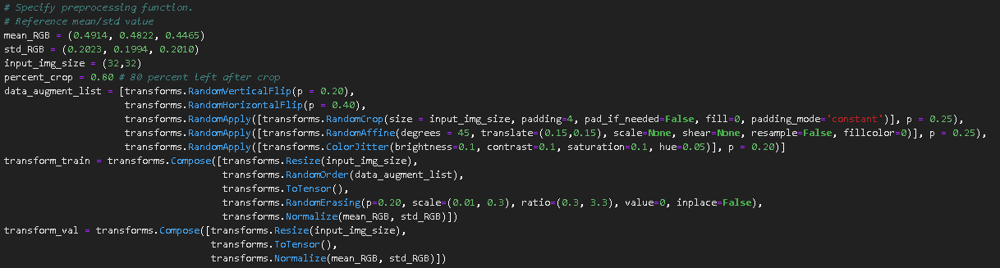 # Specify preprocessing function.
# Reference mean/std value
mean_RGB = (0.4914, 0.4822, 0.4465)
std_RGB = (0.2023, 0.1994, 0.2010)
input_img_size = (32,32)
percent_crop = 0.80 # 80 percent left after crop
data_augment_list = [transforms.RandomVerticalFlip(p = 0.20),
transforms.RandomHorizontalFlip(p = 0.40),
transforms.RandomApply([transforms.RandomCrop(size = input_img_size, padding=4, pad_if_needed=False, fill=0, padding_mode='constant')], p = 0.25),
transforms.RandomApply([transforms.RandomAffine(degrees = 45, translate=(0.15,0.15), scale=None, shear=None, resample=False, fillcolor=0)], p = 0.25),
transforms.RandomApply([transforms.ColorJitter(brightness=0.1, contrast=0.1, saturation=0.1, hue=0.05)], p = 0.20)]
transform_train = transforms.Compose([transforms.Resize(input_img_size),
transforms.RandomOrder(data_augment_list),
transforms.ToTensor(),
transforms.RandomErasing(p=0.20, scale=(0.01, 0.3), ratio=(0.3, 3.3), value=0, inplace=False),
transforms.Normalize(mean_RGB, std_RGB)])
transform_val = transforms.Compose([transforms.Resize(input_img_size),
transforms.ToTensor(),
transforms.Normalize(mean_RGB, std_RGB)])